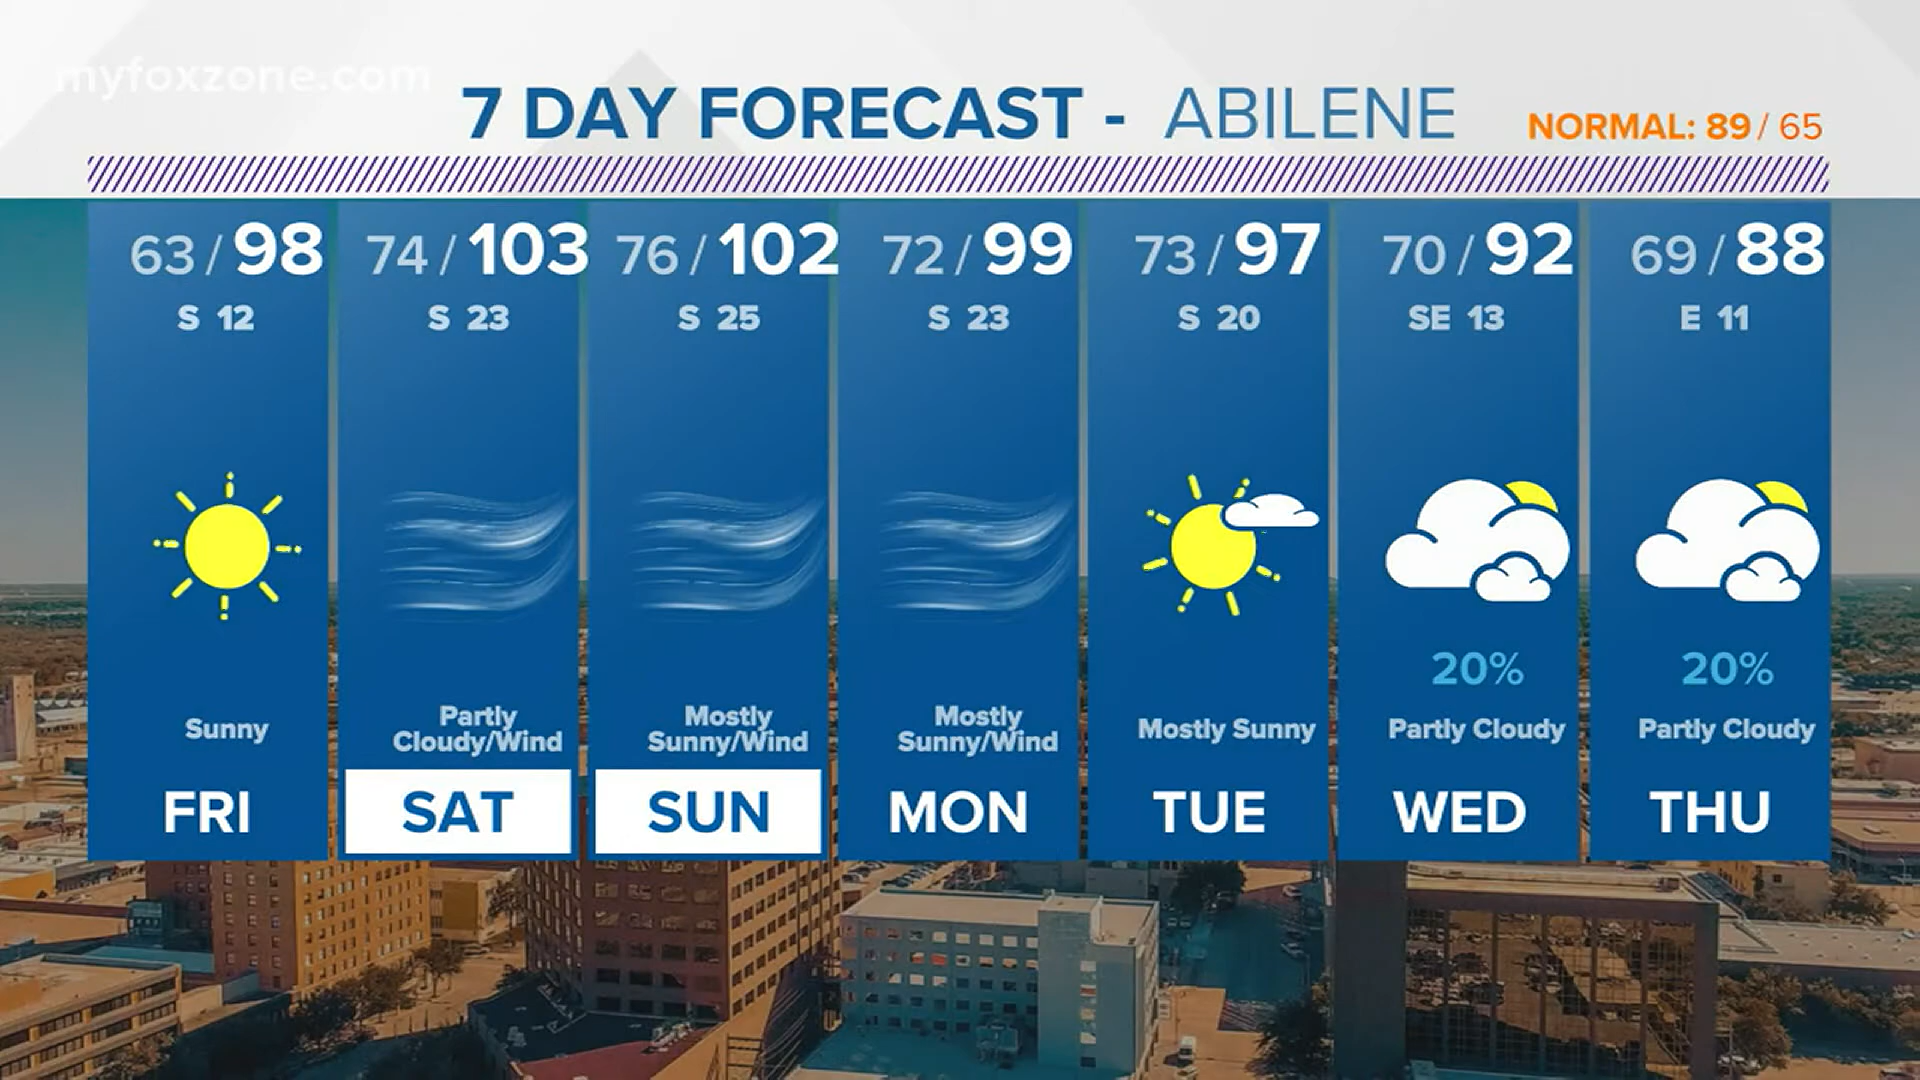 myfoxzone.com
7 DAY FORECAST - ABILENE
NORMAL: 89 / 65
63 / 98
S 12
Sunny
FRI
74 / 103
S 23
Partly
Cloudy/Wind
SAT
76 / 102
S 25
Mostly
Sunny/Wind
SUN
72 / 99
S 23
Mostly
Sunny/Wind
MON
73 / 97
S 20
Mostly Sunny
TUE
70 / 92
SE 13
20%
Partly Cloudy
WED
69 / 88
E 11
20%
Partly Cloudy
THU